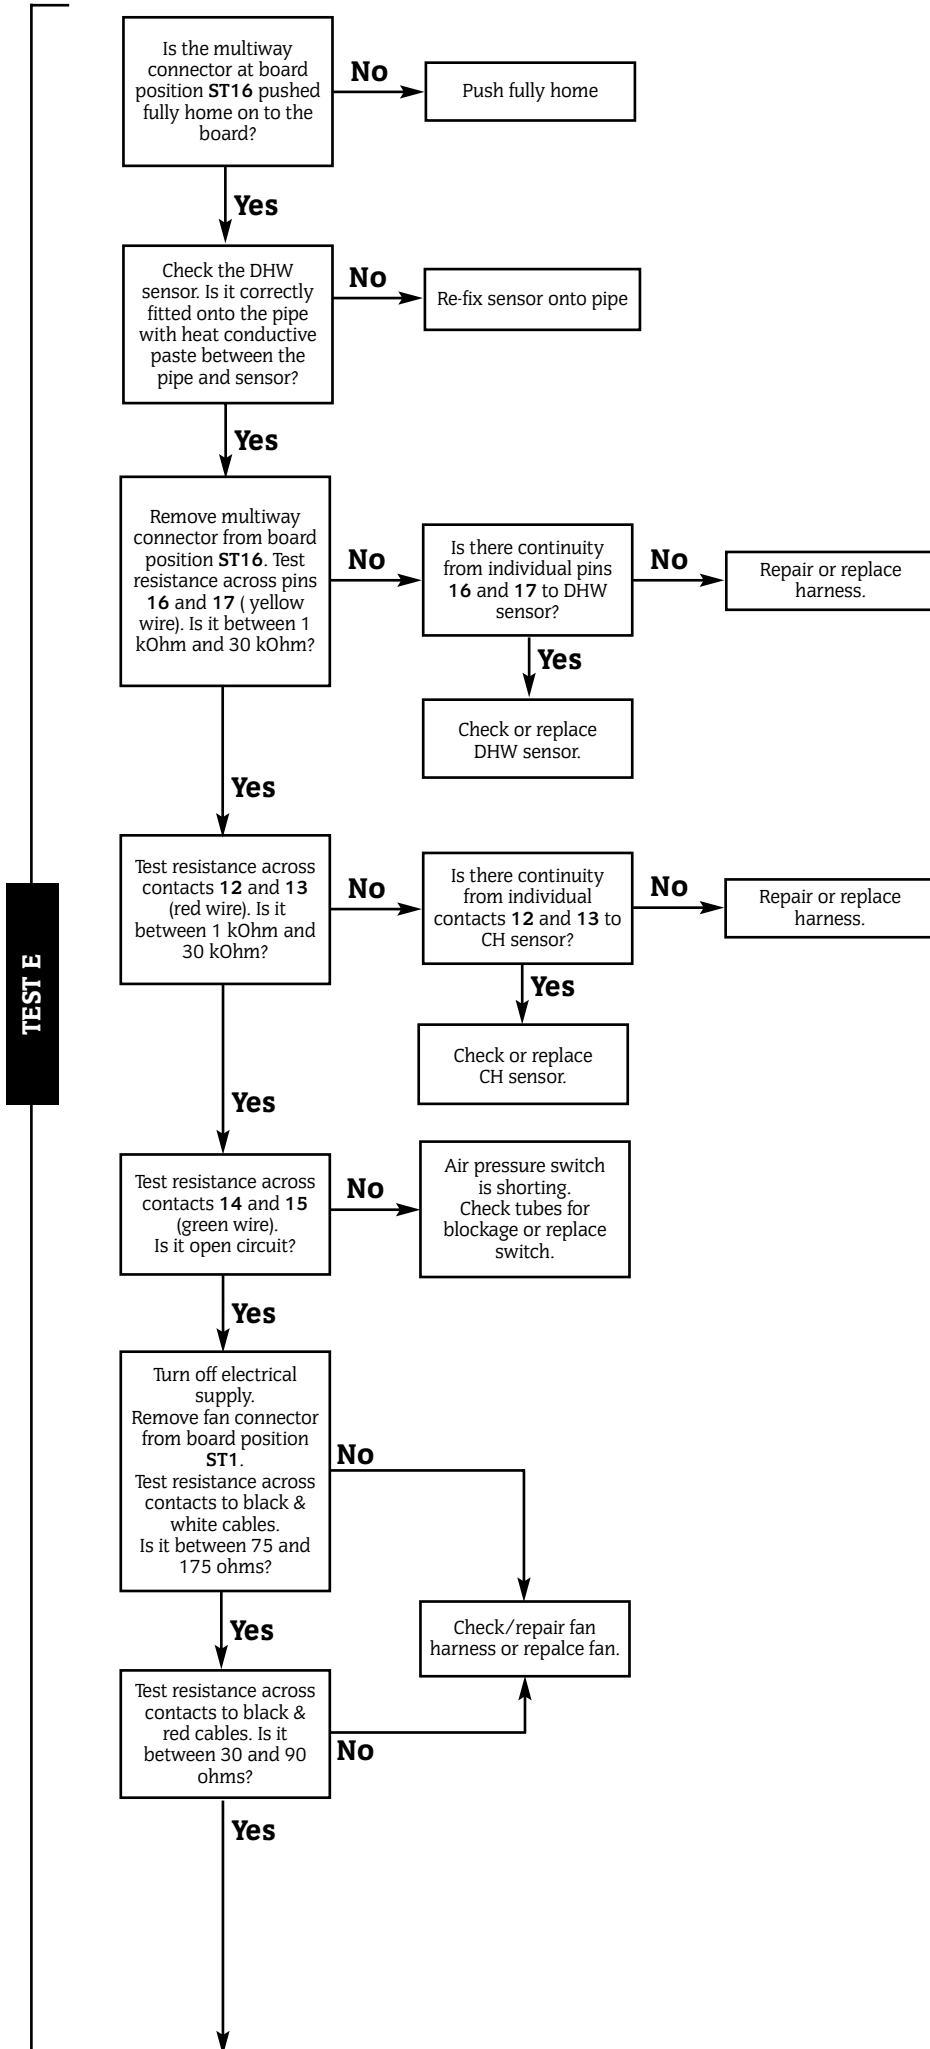 Is the multiway
connector at board
position ST16 pushed
fully home on to the
board?
No
Push fully home
Yes
Check the DHW
sensor. Is it correctly
fitted onto the pipe
with heat conductive
paste between the
pipe and sensor?
No
Re-fix sensor onto pipe
Yes
Remove multiway
connector from board
position ST16. Test
resistance across pins
16 and 17 ( yellow
wire). Is it between 1
kOhm and 30 kOhm?
No
Is there continuity
from individual pins
16 and 17 to DHW
sensor?
No
Repair or replace
harness.
Yes
Check or replace
DHW sensor.
Yes
Test resistance across
contacts 12 and 13
(red wire). Is it
between 1 kOhm and
30 kOhm?
No
Is there continuity
from individual
contacts 12 and 13 to
CH sensor?
No
Repair or replace
harness.
Yes
Check or replace
CH sensor.
TEST E
Yes
Test resistance across
contacts 14 and 15
(green wire).
Is it open circuit?
No
Air pressure switch
is shorting.
Check tubes for
blockage or replace
switch.
Yes
Turn off electrical
supply.
Remove fan connector
from board position
ST1.
Test resistance across
contacts to black &
white cables.
Is it between 75 and
175 ohms?
No
Check/repair fan
harness or repalce fan.
Yes
Test resistance across
contacts to black &
red cables. Is it
between 30 and 90
ohms?
No
Yes